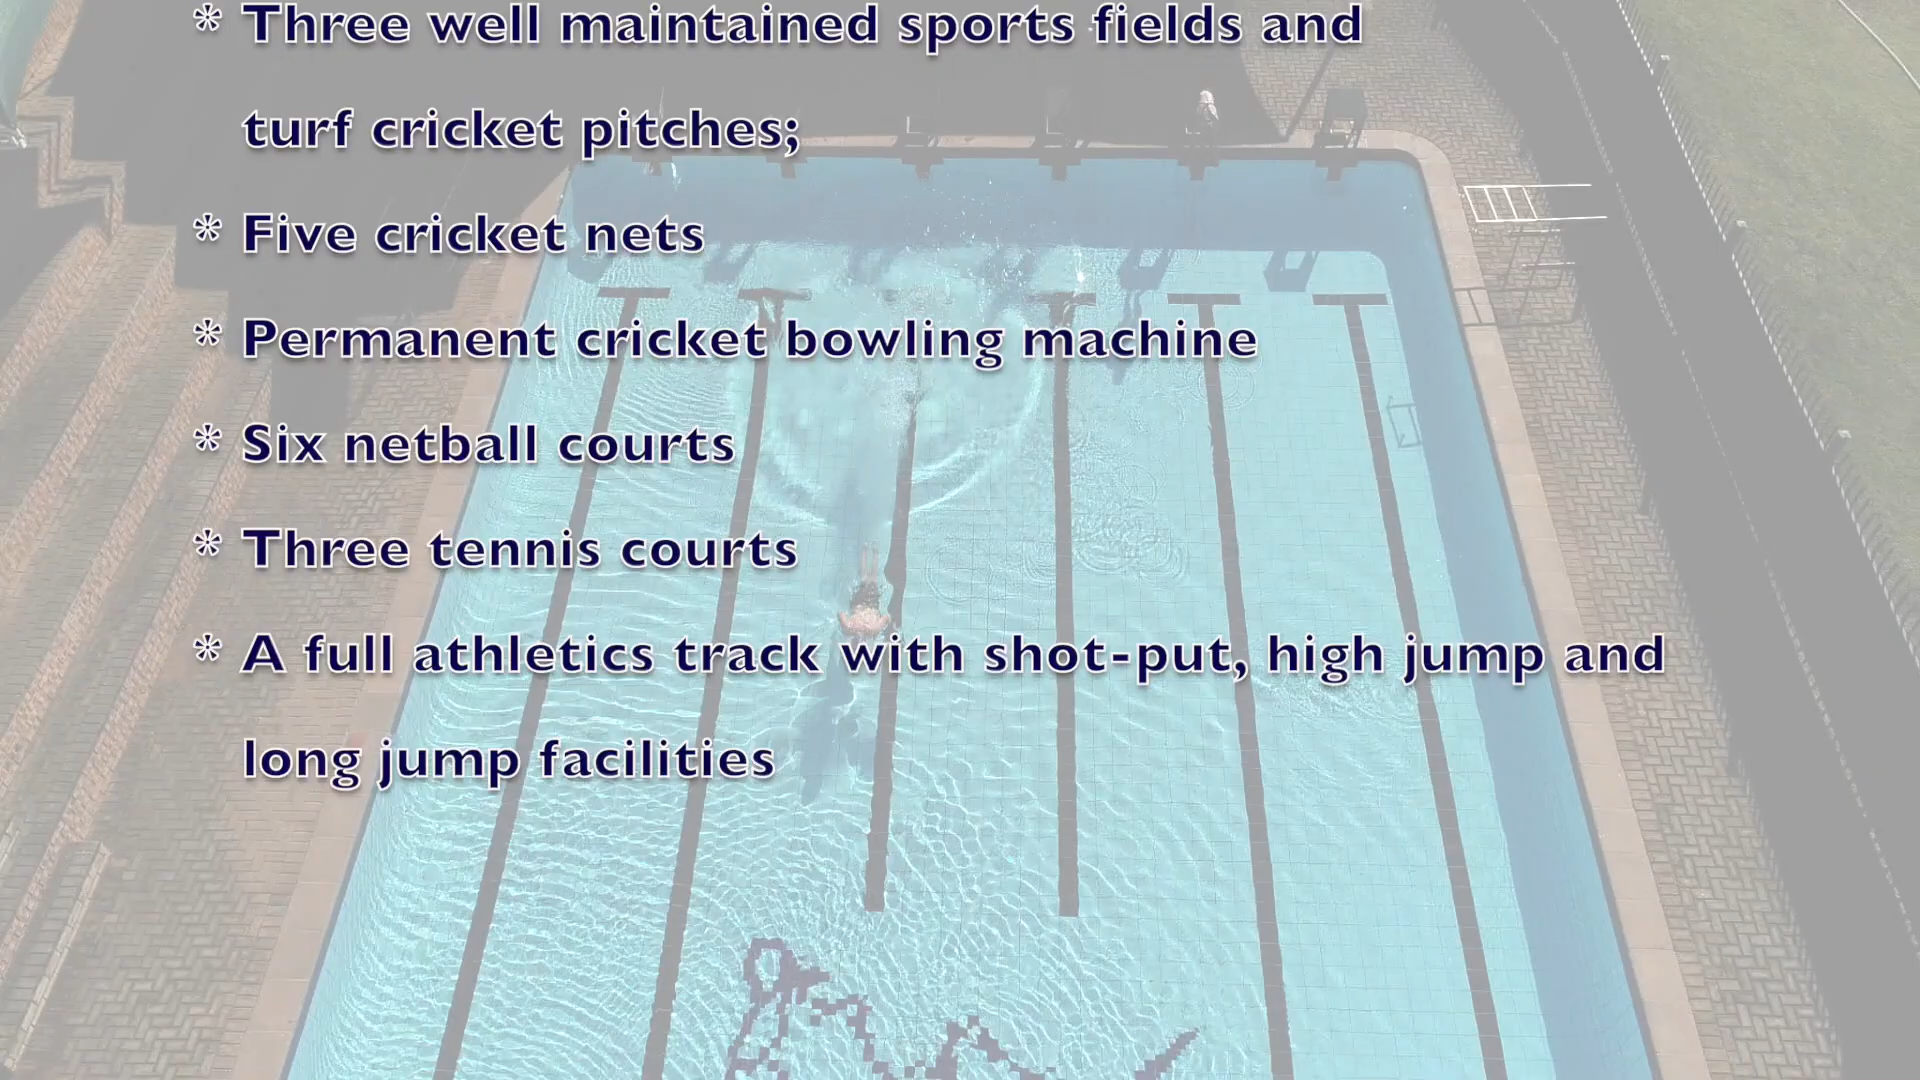 * Three well maintained sports fields and
turf cricket pitches;
* Five cricket nets
* Permanent cricket bowling machine
* Six netball courts
* Three tennis courts
* A full athletics track with shot-put, high jump and
long jump facilities